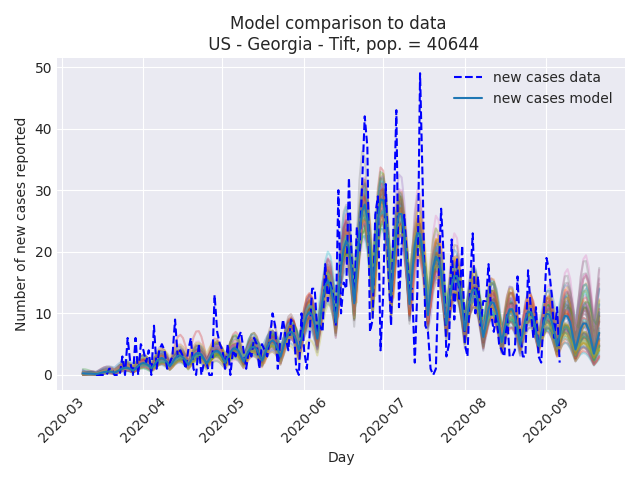 Model comparison to data
US - Georgia - Tift, pop. = 40644
new cases data
new cases model
Number of new cases reported
50
40
30
20
10
0
2020-03
2020-04
2020-05
2020-06
2020-07
2020-08
2020-09
Day